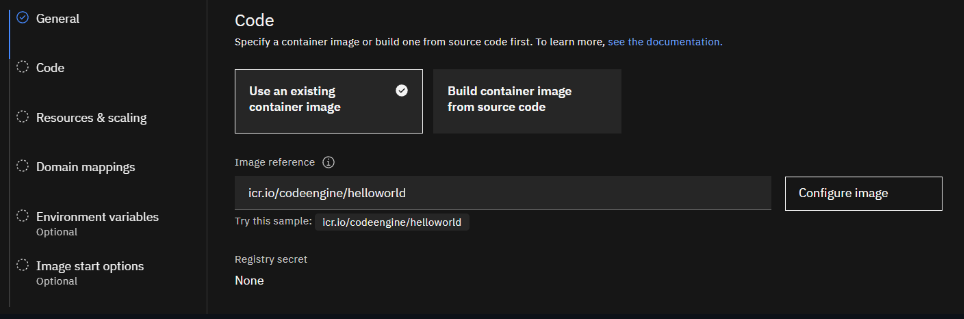 General
Code
Resources & scaling
Domain mappings
Environment variables
Optional
Image start options
Optional
Code
Specify a container image or build one from source code first. To learn more, see the documentation.
Use an existing
container image
Build container image
from source code
Image reference
icr.io/codeengine/helloworld
Configure image
Try this sample: icr.io/codeengine/helloworld
Registry secret
None